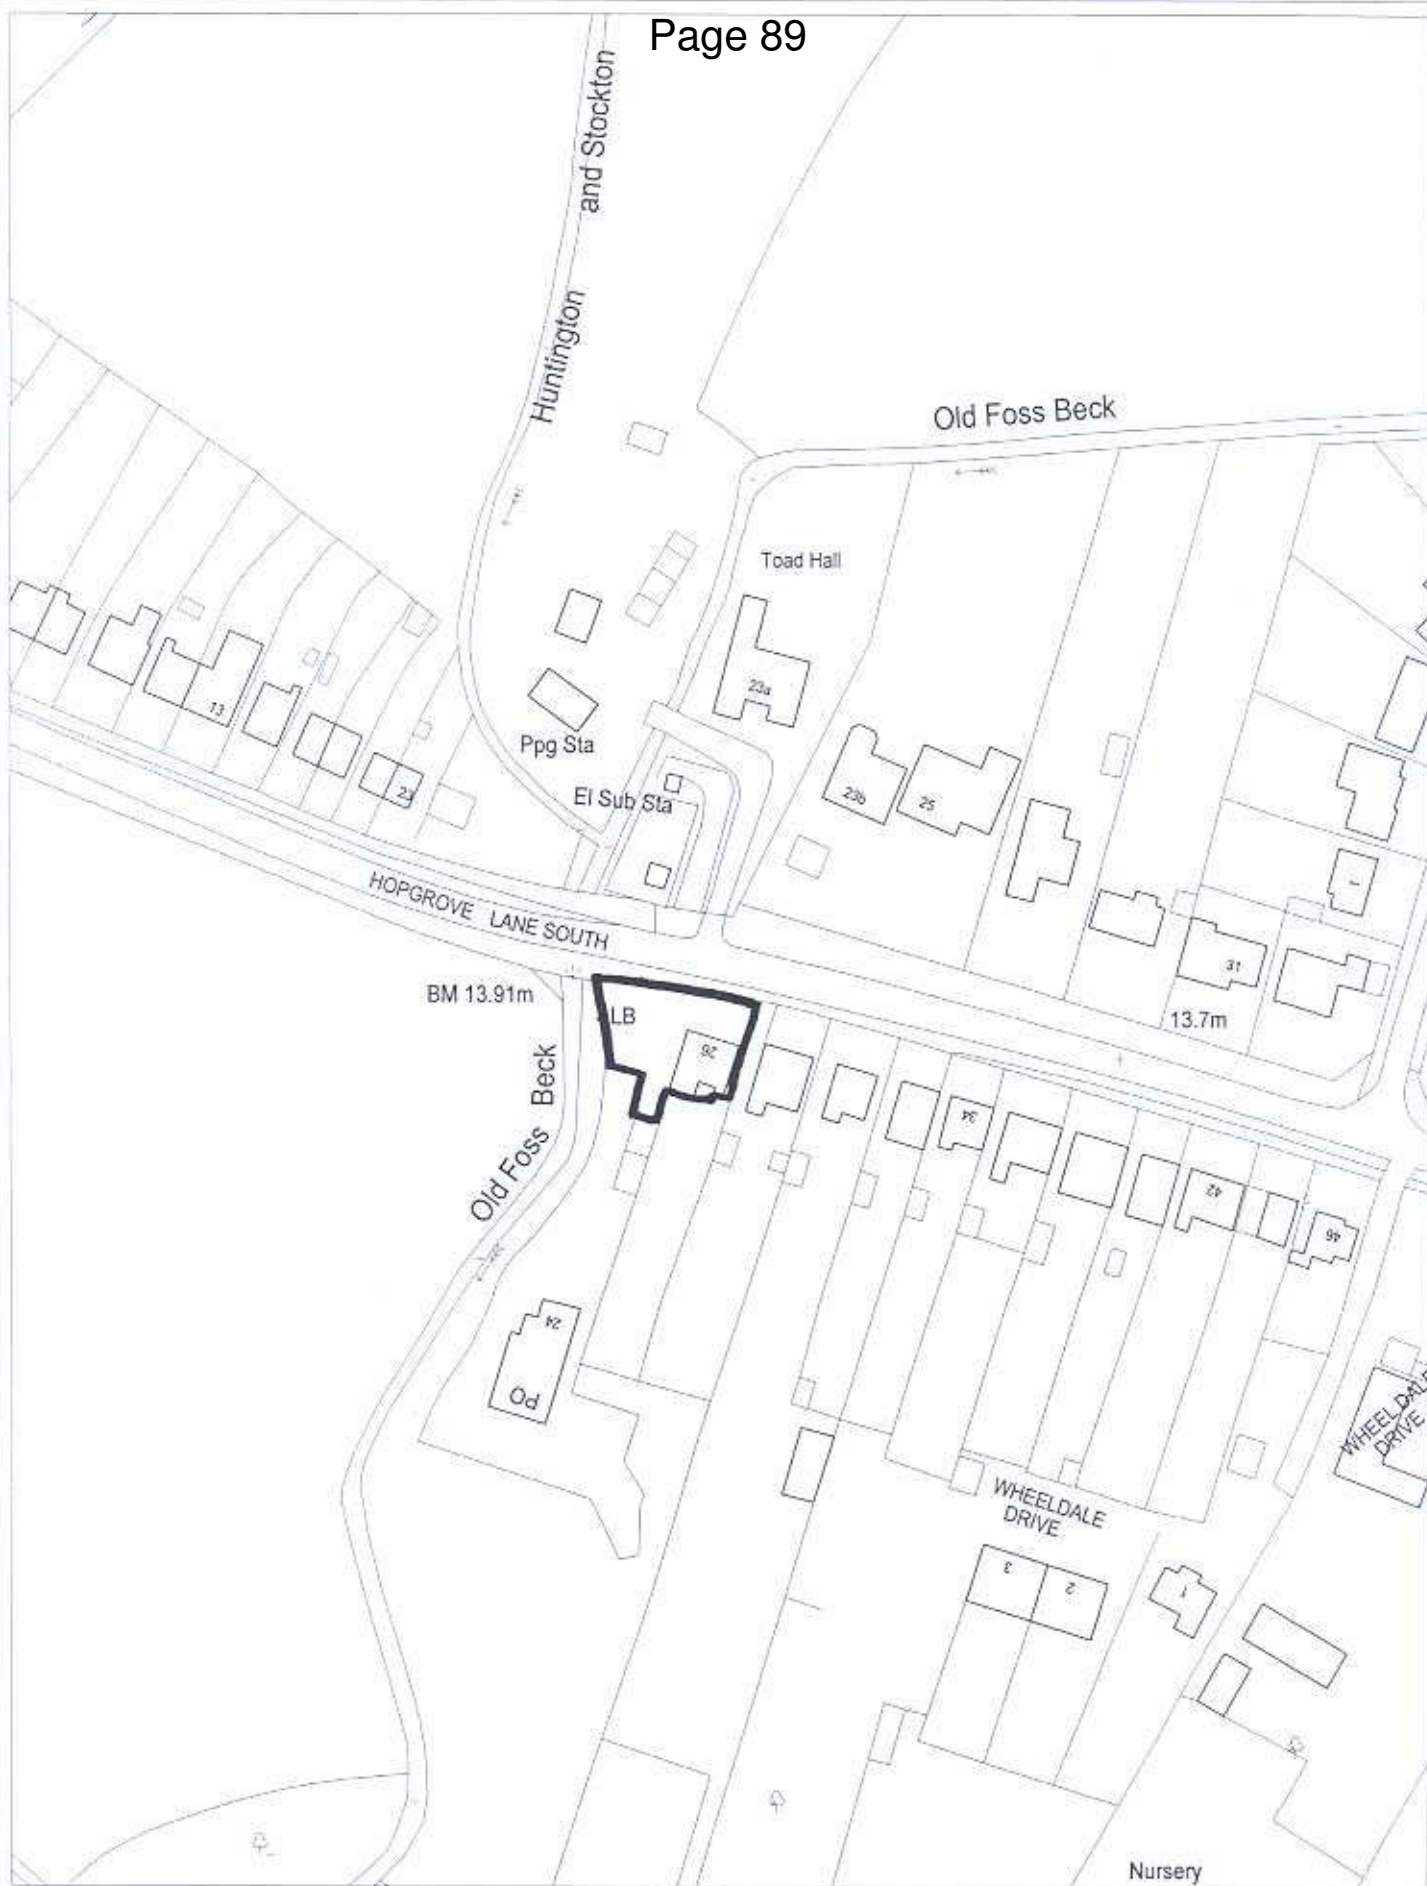 Page 89
and Stockton
Huntington
Old Foss Beck
Toad Hall
23a
13
Ppg Sta
23
El Sub Sta
23b
25
1
HOPGROVE LANE SOUTH
31
BM 13.91m
LB
13.7m
26
Old Foss Beck
34
42
46
24
PO
WHEELDALE
DRIVE
WHEELDALE
DRIVE
3
2
1
Nursery